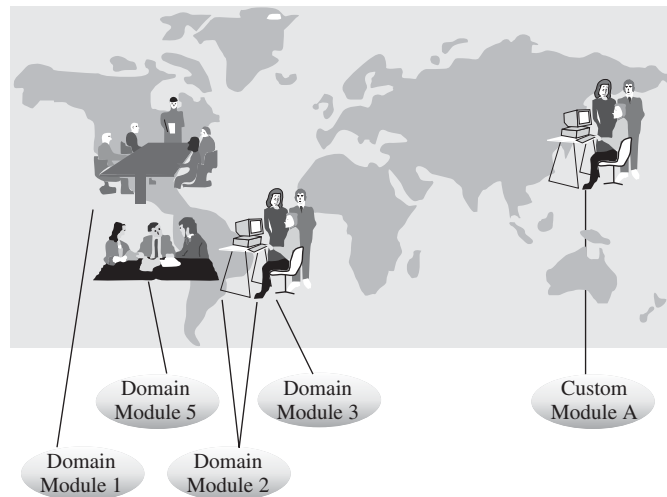 Domain
Module 5
Domain
Module 3
Custom
Module A
Domain
Module 1
Domain
Module 2